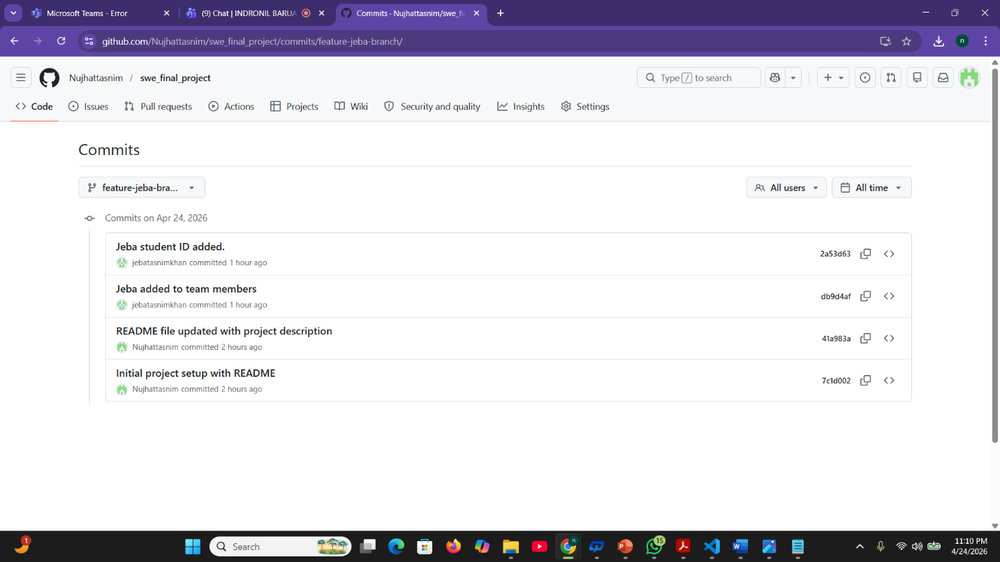 Microsoft Teams - Error
(9) Chat | INDRONIL BARUA
Commits · Nujhattasnim/swe_fi
github.com/Nujhattasnim/swe_final_project/commits/feature-jeba-branch/
n
Nujhattasnim / swe_final_project
Type / to search
Code
Issues
Pull requests
Actions
Projects
Wiki
Security and quality
Insights
Settings
Commits
feature-jeba-bra...
All users
All time
Commits on Apr 24, 2026
Jeba student ID added.
jebatasnimkhan committed 1 hour ago
2a53d63
Jeba added to team members
jebatasnimkhan committed 1 hour ago
db9d4af
README file updated with project description
Nujhattasnim committed 2 hours ago
41a983a
Initial project setup with README
Nujhattasnim committed 2 hours ago
7c1d002
1
Search
n
15
11:10 PM
4/24/2026